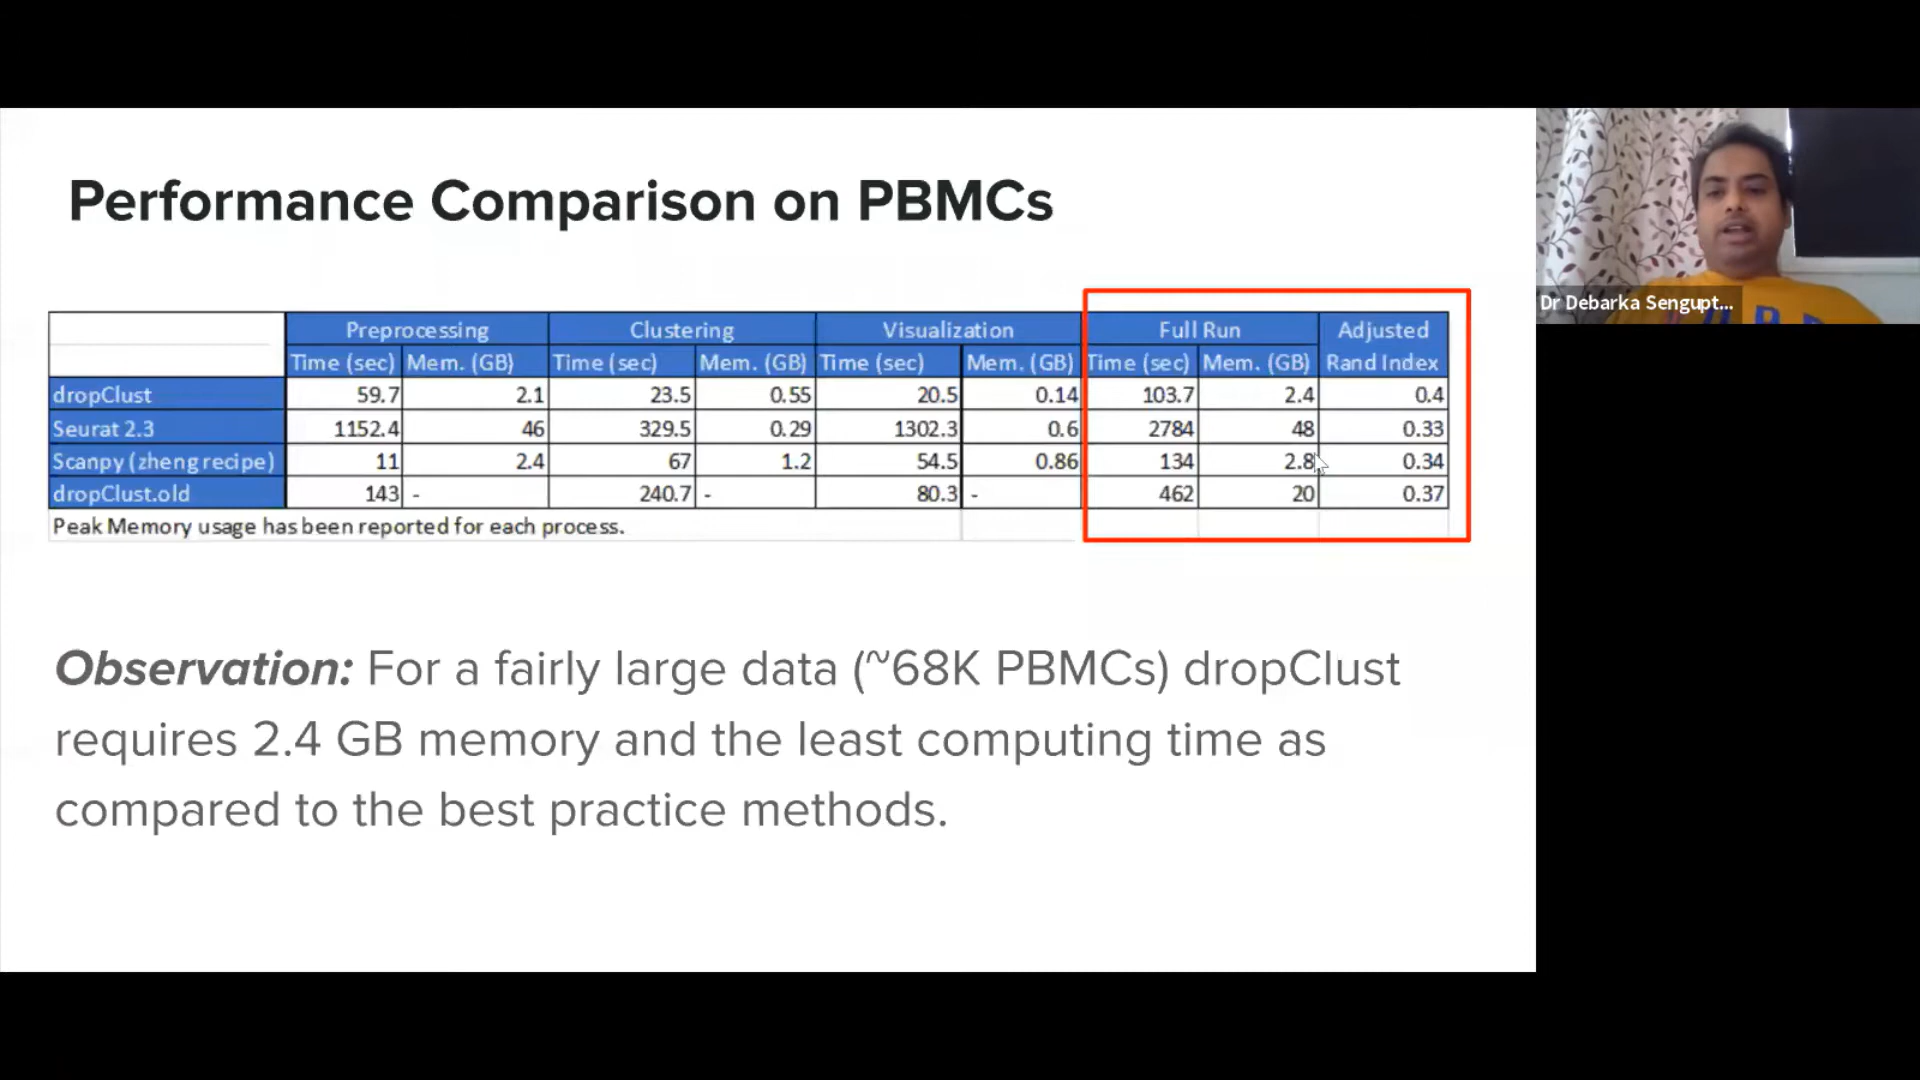 Performance Comparison on PBMCs
Preprocessing Clustering Visualization Full Run Adjusted
Time (sec) Mem. (GB) Time (sec) Mem. (GB) Time (sec) Mem. (GB) Time (sec) Mem. (GB) Rand Index
dropClust 59.7 2.1 23.5 0.55 20.5 0.14 103.7 2.4 0.4
Seurat 2.3 1152.4 46 329.5 0.29 1302.3 0.6 2784 48 0.33
Scanpy (zheng recipe) 11 2.4 67 1.2 54.5 0.86 134 2.8 0.34
dropClust.old 143 - 240.7 - 80.3 - 462 20 0.37
Peak Memory usage has been reported for each process.
Observation: For a fairly large data (~68K PBMCs) dropClust
requires 2.4 GB memory and the least computing time as
compared to the best practice methods.
Dr Debarka Sengupt...